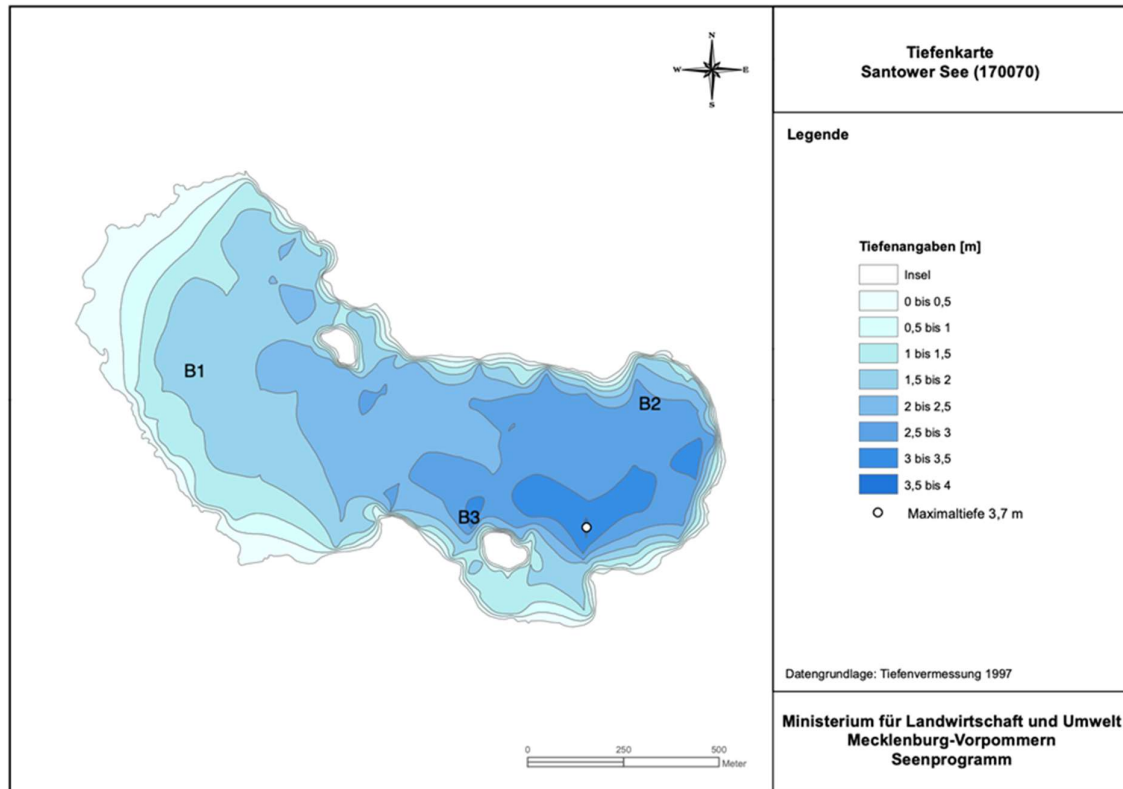 Tiefenkarte
Santower See (170070)
Legende
Tiefenangaben [m]
Insel
0 bis 0,5
0,5 bis 1
1 bis 1,5
1,5 bis 2
2 bis 2,5
2,5 bis 3
3 bis 3,5
3,5 bis 4
Maximaltiefe 3,7 m
Datengrundlage: Tiefenvermessung 1997
Ministerium für Landwirtschaft und Umwelt
Mecklenburg-Vorpommern
Seenprogramm
N
W E
S
B1
B2
B3
0 250 500
Meter